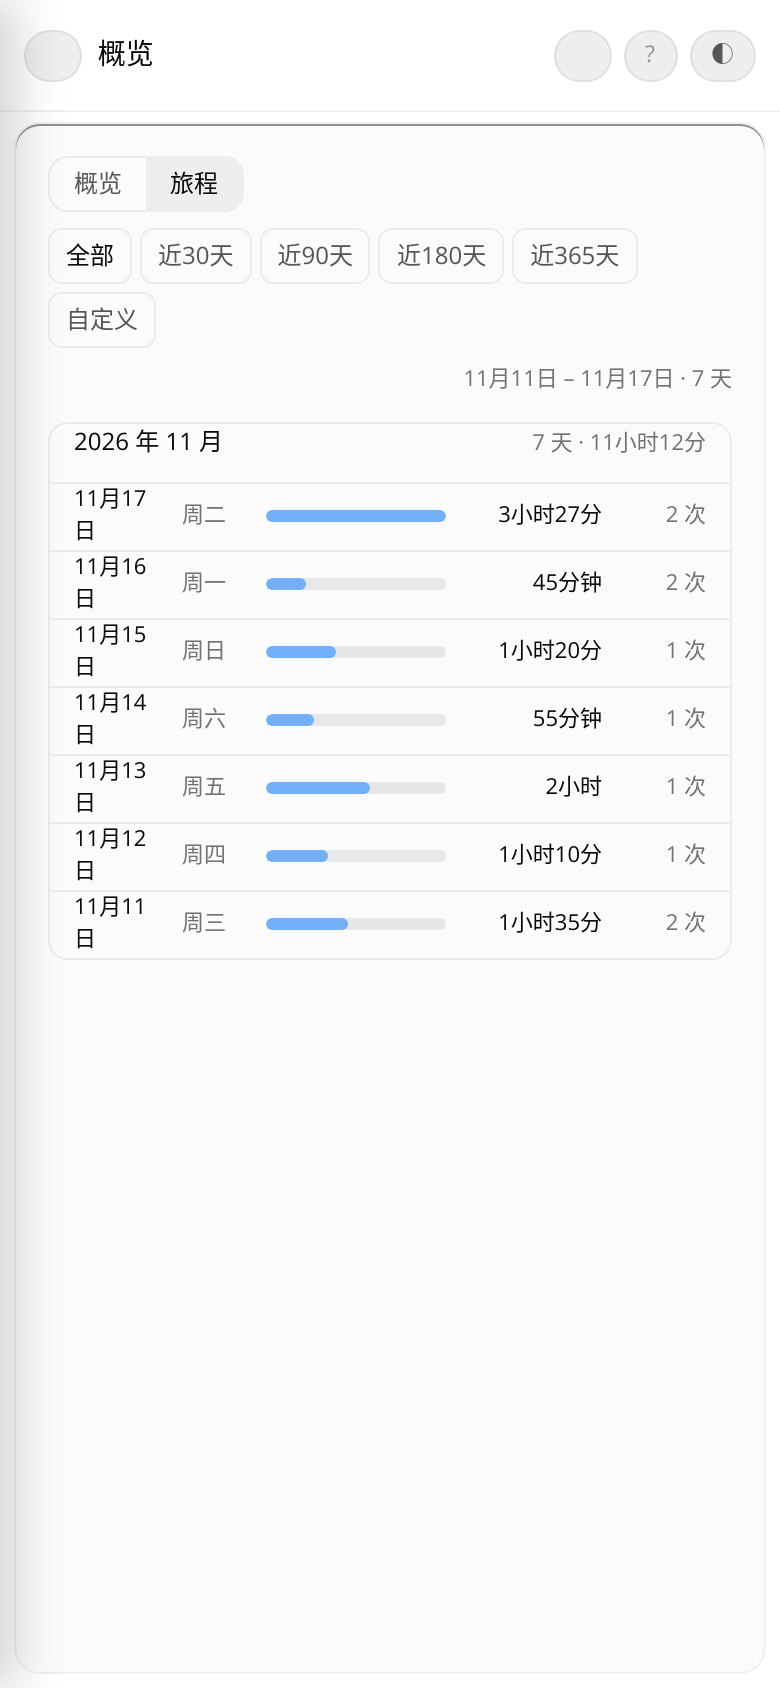 概览
?
概览 旅程
全部 近30天 近90天 近180天 近365天
自定义
11月11日 – 11月17日 · 7 天
2026 年 11 月 7 天 · 11小时12分
11月17日 周二 3小时27分 2 次
11月16日 周一 45分钟 2 次
11月15日 周日 1小时20分 1 次
11月14日 周六 55分钟 1 次
11月13日 周五 2小时 1 次
11月12日 周四 1小时10分 1 次
11月11日 周三 1小时35分 2 次